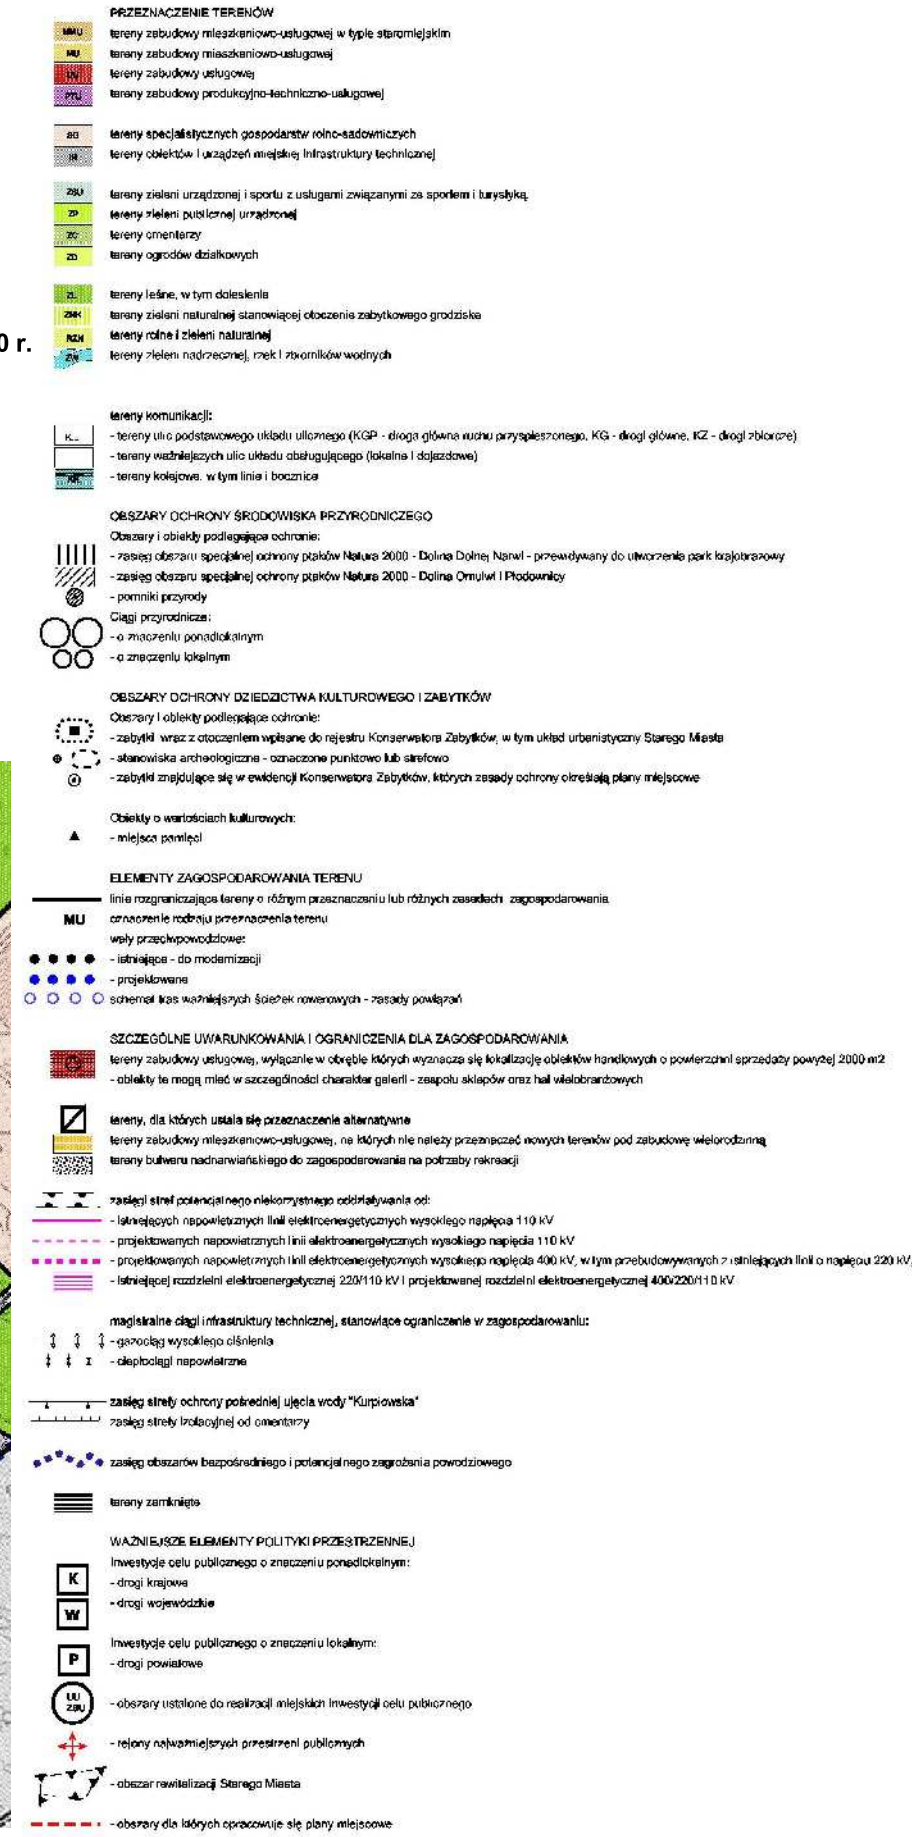 PRZEZNACZENIE TERENÓW
MMU tereny zabudowy mieszkaniowo-usługowej w typie staromiejskim
MU tereny zabudowy mieszkaniowo-usługowej
UU tereny zabudowy usługowej
PTU tereny zabudowy produkcyjno-techniczno-usługowej
SG tereny specjalistycznych gospodarstw rolno-sadowniczych
tereny obiektów i urządzeń miejskiej infrastruktury technicznej
ZSU tereny zieleni urządzonej i sportu z usługami związanymi ze sportem i turystyką
ZP tereny zieleni publicznej urządzonej
ZC tereny cmentarzy
ZD tereny ogrodów działkowych
ZL tereny leśne, w tym dolesienia
ZNK tereny zieleni naturalnej stanowiącej otoczenie zabytkowego grodziska
0 r.
RZN tereny rolne i zieleni naturalnej
ZW tereny zieleni nadrzecznej, rzek i zbiorników wodnych
tereny komunikacji:
K... - tereny ulic podstawowego układu ulicznego (KGP - droga główna ruchu przyspieszonego, KG - drogi główne, KZ - drogi zbiorcze)
- tereny ważniejszych ulic układu obsługującego (lokalne i dojazdowe)
KK - tereny kolejowe, w tym linie i bocznice
OBSZARY OCHRONY ŚRODOWISKA PRZYRODNICZEGO
Obszary i obiekty podlegające ochronie:
- zasięg obszaru specjalnej ochrony ptaków Natura 2000 - Dolina Dolnej Narwi - przewidywany do utworzenia park krajobrazowy
- zasięg obszaru specjalnej ochrony ptaków Natura 2000 - Dolina Omulwi i Płodownicy
- pomniki przyrody
Ciągi przyrodnicze:
- o znaczeniu ponadlokalnym
- o znaczeniu lokalnym
OBSZARY OCHRONY DZIEDZICTWA KULTUROWEGO I ZABYTKÓW
Obszary i obiekty podlegające ochronie:
- zabytki wraz z otoczeniem wpisane do rejestru Konserwatora Zabytków, w tym układ urbanistyczny Starego Miasta
- stanowiska archeologiczne - oznaczone punktowo lub strefowo
- zabytki znajdujące się w ewidencji Konserwatora Zabytków, których zasady ochrony określają plany miejscowe
Obiekty o wartościach kulturowych:
- miejsca pamięci
ELEMENTY ZAGOSPODAROWANIA TERENU
linie rozgraniczające tereny o różnym przeznaczeniu lub różnych zasadach zagospodarowania
MU oznaczenie rodzaju przeznaczenia terenu
wały przeciwpowodziowe:
- istniejące - do modernizacji
- projektowane
schemat tras ważniejszych ścieżek rowerowych - zasady powiązań
SZCZEGÓLNE UWARUNKOWANIA I OGRANICZENIA DLA ZAGOSPODAROWANIA
tereny zabudowy usługowej, wyłącznie w obrębie których wyznacza się lokalizację obiektów handlowych o powierzchni sprzedaży powyżej 2000 m2
- obiekty te mogą mieć w szczególności charakter galerii - zespołu sklepów oraz hal wielobranżowych
tereny, dla których ustala się przeznaczenie alternatywne
tereny zabudowy mieszkaniowo-usługowej, na których nie należy przeznaczać nowych terenów pod zabudowę wielorodzinną
tereny bulwaru nadnarwiańskiego do zagospodarowania na potrzeby rekreacji
zasięgi stref potencjalnego niekorzystnego oddziaływania od:
- istniejących napowietrznych linii elektroenergetycznych wysokiego napięcia 110 kV
- projektowanych napowietrznych linii elektroenergetycznych wysokiego napięcia 110 kV
- projektowanych napowietrznych linii elektroenergetycznych wysokiego napięcia 400 kV, w tym przebudowywanych z istniejących linii o napięciu 220 kV,
- istniejącej rozdzielni elektroenergetycznej 220/110 kV i projektowanej rozdzielni elektroenergetycznej 400/220/110 kV
magistralne ciągi infrastruktury technicznej, stanowiące ograniczenie w zagospodarowaniu:
- gazociąg wysokiego ciśnienia
- ciepłociągi napowietrzne
zasięg strefy ochrony pośredniej ujęcia wody "Kurpiowska"
zasięg strefy izolacyjnej od cmentarzy
zasięg obszarów bezpośredniego i potencjalnego zagrożenia powodziowego
tereny zamknięte
WAŻNIEJSZE ELEMENTY POLITYKI PRZESTRZENNEJ
Inwestycje celu publicznego o znaczeniu ponadlokalnym:
K - drogi krajowe
W - drogi wojewódzkie
Inwestycje celu publicznego o znaczeniu lokalnym:
P - drogi powiatowe
UU ZSU - obszary ustalone do realizacji miejskich inwestycji celu publicznego
- rejony najważniejszych przestrzeni publicznych
- obszar rewitalizacji Starego Miasta
- obszary dla których opracowuje się plany miejscowe